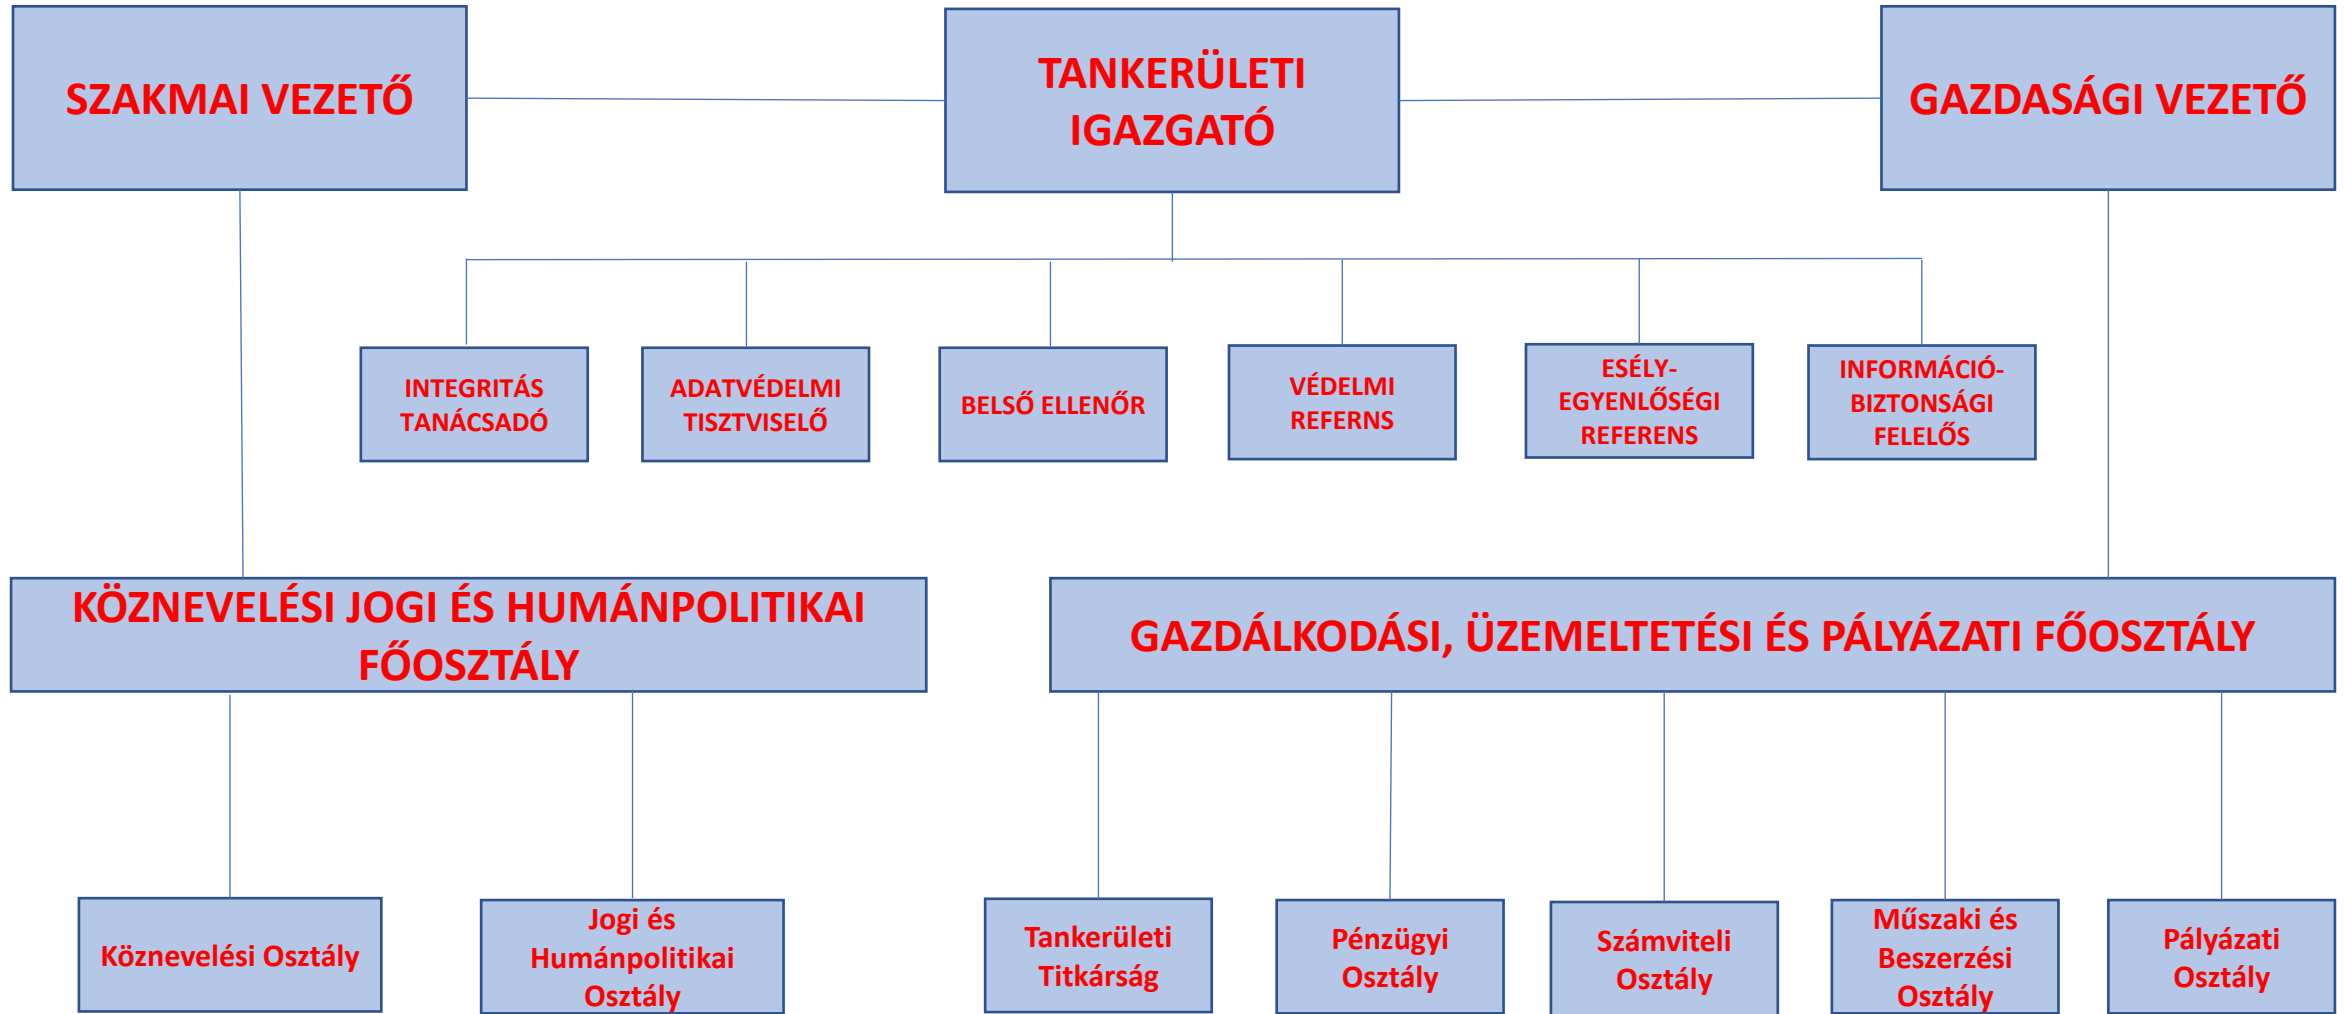 SZAKMAI VEZETŐ
TANKERÜLETI
IGAZGATÓ
GAZDASÁGI VEZETŐ
INTEGRITÁS
TANÁCSADÓ
ADATVÉDELMI
TISZTVISELŐ
BELSŐ ELLENŐR
VÉDELMI
REFERNS
ESÉLY-
EGYENLŐSÉGI
REFERENS
INFORMÁCIÓ-
BIZTONSÁGI
FELELŐS
KÖZNEVELÉSI JOGI ÉS HUMÁNPOLITIKAI
FŐOSZTÁLY
GAZDÁLKODÁSI, ÜZEMELTETÉSI ÉS PÁLYÁZATI FŐOSZTÁLY
Köznevelési Osztály
Jogi és
Humánpolitikai
Osztály
Tankerületi
Titkárság
Pénzügyi
Osztály
Számviteli
Osztály
Műszaki és
Beszerzési
Osztály
Pályázati
Osztály